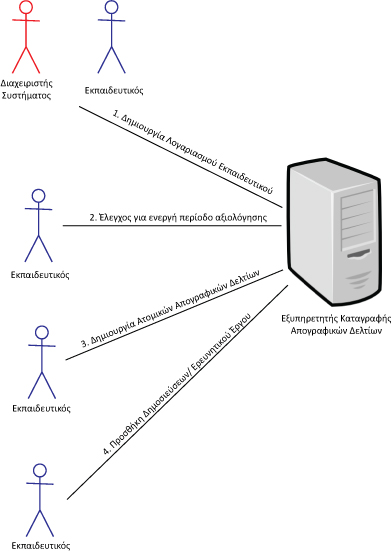 Διαχειριστής
Συστήματος
Εκπαιδευτικός
1. Δημιουργία Λογαριασμού Εκπαιδευτικού
2. Έλεγχος για ενεργή περίοδο αξιολόγησης
Εκπαιδευτικός
3. Δημιουργία Ατομικών Απογραφικών Δελτίων
Εξυπηρετητής Καταγραφής
Απογραφικών Δελτίων
Εκπαιδευτικός
4. Προσθήκη Δημοσιεύσεων/ Ερευνητικού Έργου
Εκπαιδευτικός